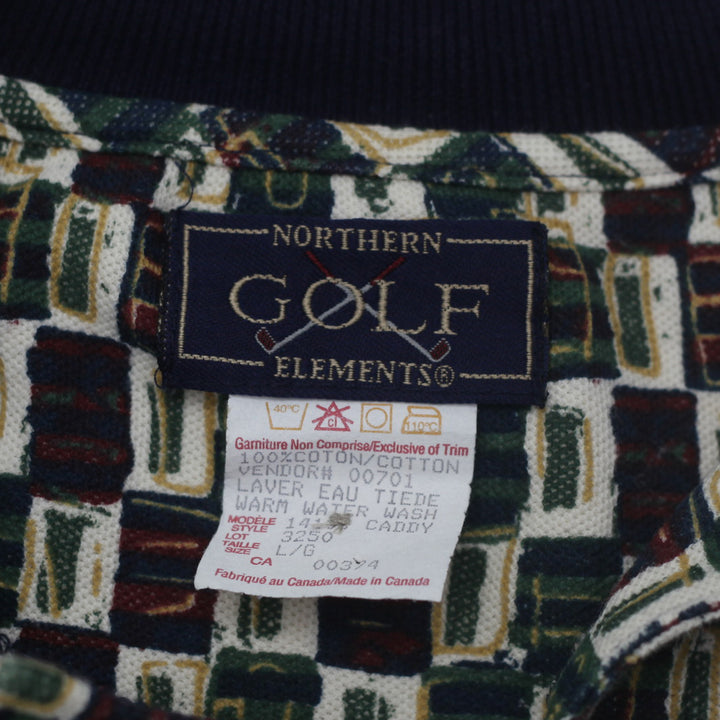 NORTHERN
GOLF
ELEMENTS®
40°C Cl 110°C
Garniture Non Comprise/Exclusive of Trim
100%COTON/COTTON
VENDOR# 00701
LAVER EAU TIEDE
WARM WATER WASH
MODÈLE
STYLE CADDY
LOT 3250
TAILLE
SIZE L/G
CA 00374
Fabriqué au Canada/Made in Canada